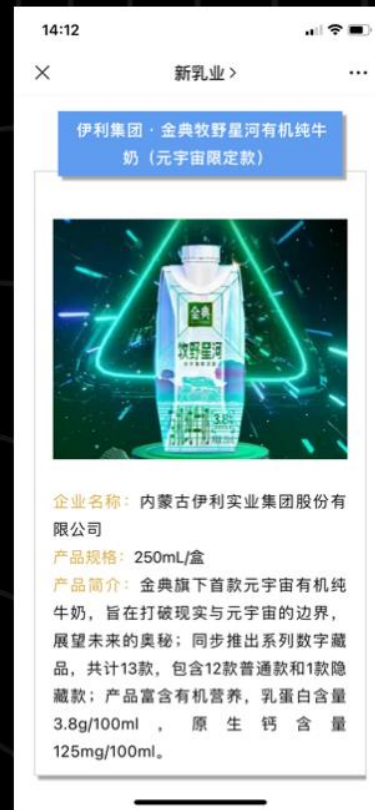 14:12
新乳业 >
伊利集团·金典牧野星河有机纯牛
奶（元宇宙限定款）
金典
牧野星河
3.8
企业名称：内蒙古伊利实业集团股份有
限公司
产品规格：250mL/盒
产品简介：金典旗下首款元宇宙有机纯
牛奶，旨在打破现实与元宇宙的边界，
展望未来的奥秘；同步推出系列数字藏
品，共计13款，包含12款普通款和1款隐
藏款；产品富含有机营养，乳蛋白含量
3.8g/100ml ， 原生钙含量
125mg/100ml。